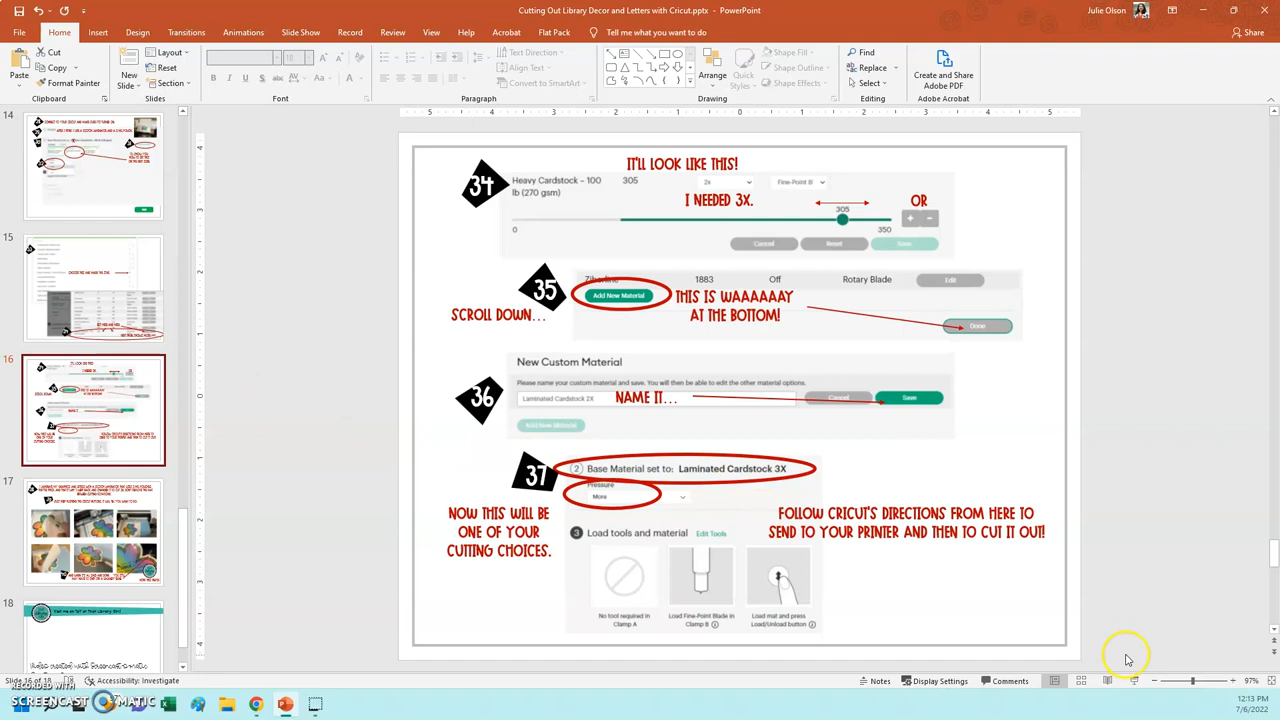 Cutting Out Library Decor and Letters with Cricut.pptx - PowerPoint
Julie Olson
File Home Insert Design Transitions Animations Slide Show Record Review View Help Acrobat Flat Pack Tell me what you want to do
Share
Paste
Cut
Copy
Format Painter
Clipboard
New Slide
Layout
Reset
Section
Slides
Font
Text Direction
Align Text
Convert to SmartArt
Paragraph
Arrange
Quick Styles
Shape Fill
Shape Outline
Shape Effects
Drawing
Find
Replace
Select
Editing
Create and Share Adobe PDF
Adobe Acrobat
14
15
16
17
18
34
IT'LL LOOK LIKE THIS!
Heavy Cardstock – 100 lb (270 gsm)
305
2x
Fine-Point B
I NEEDED 3X.
305
OR
+ −
0
350
Cancel
Reset
Save
35
1883
Off
Rotary Blade
Edit
Add New Material
SCROLL DOWN...
THIS IS WAAAAAAY
AT THE BOTTOM!
Done
36
New Custom Material
Please name your custom material and save. You will then be able to edit the other material options.
Laminated Cardstock 2X
NAME IT...
Cancel
Save
Add New Material
37
2 Base Material set to: Laminated Cardstock 3X
Pressure
More
NOW THIS WILL BE
ONE OF YOUR
CUTTING CHOICES.
FOLLOW CRICUT'S DIRECTIONS FROM HERE TO
SEND TO YOUR PRINTER AND THEN TO CUT IT OUT!
3 Load tools and material Edit Tools
No tool required in Clamp A
Load Fine-Point Blade in Clamp B
Load mat and press Load/Unload button
Slide 16 of 18
Accessibility: Investigate
Notes
Display Settings
Comments
97%
RECORDED WITH
SCREENCAST MATIC
12:13 PM
7/6/2022